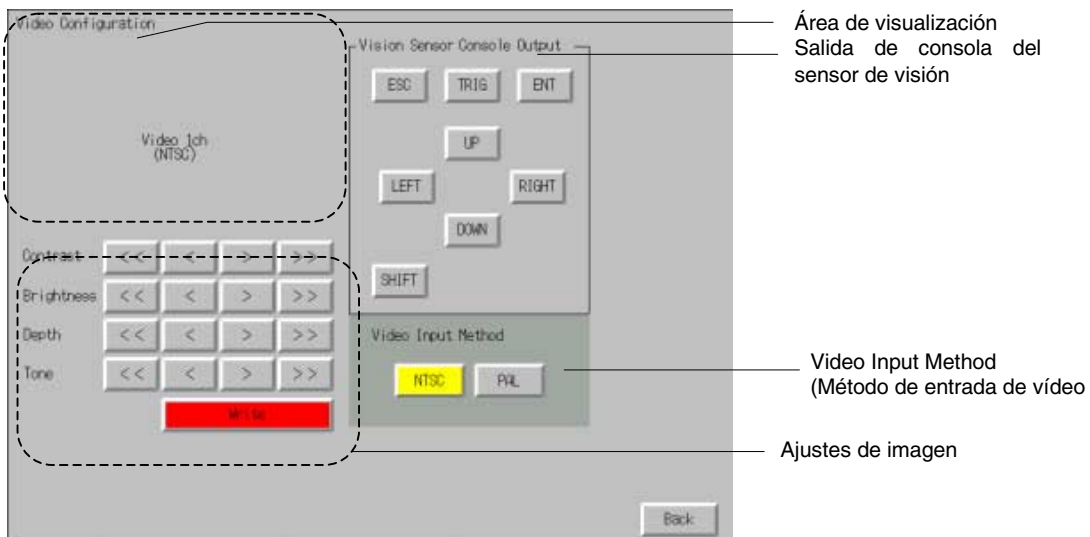 Video Configuration
Video 1ch
(NTSC)
Contrast << < > >>
Brightness << < > >>
Depth << < > >>
Tone << < > >>
Write
Vision Sensor Console Output
ESC TRIG ENT
UP
LEFT RIGHT
DOWN
SHIFT
Video Input Method
NTSC PAL
Back
Área de visualización
Salida de consola del
sensor de visión
Video Input Method
(Método de entrada de vídeo
Ajustes de imagen